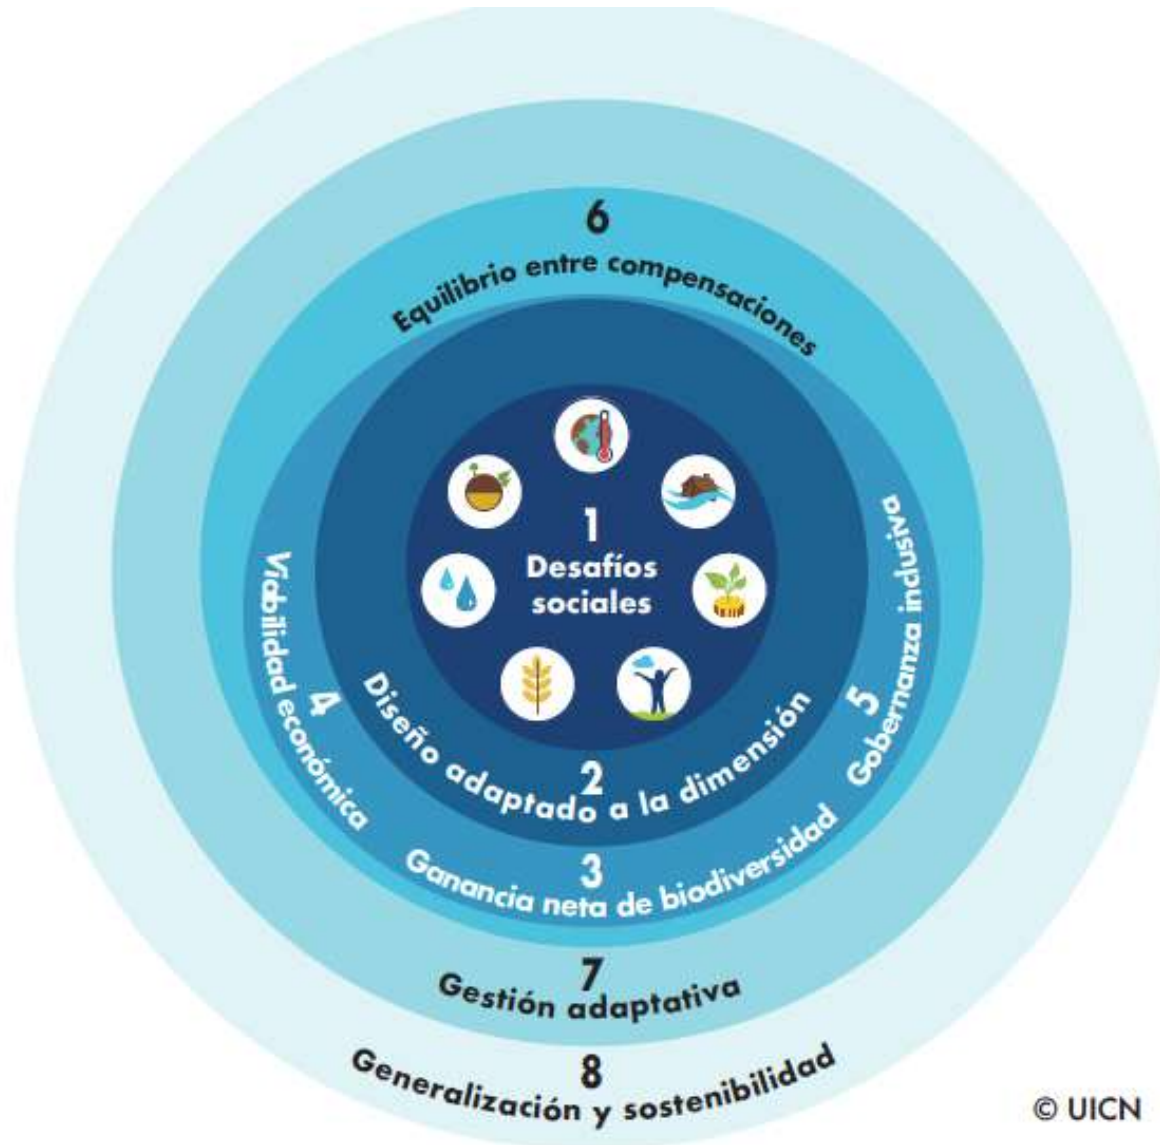 6
Equilibrio entre compensaciones
1
Desafíos
sociales
4
Viabilidad económica
5
Gobernanza inclusiva
2
Diseño adaptado a la dimensión
3
Ganancia neta de biodiversidad
7
Gestión adaptativa
8
Generalización y sostenibilidad
© UICN